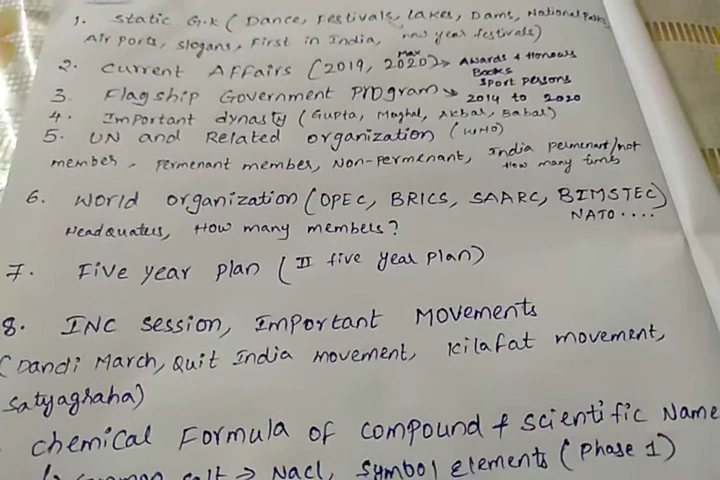 1. Static G.K ( Dance, Festivals, Lakes, Dams, National Parks
Air ports, slogans, First in India, new year festivals)
2. Current Affairs (2019, 2020) Max → Awards & Honours
Books
Sport persons
3. Flagship Government Program → 2014 to 2020
4. Important dynasty (Gupta, Moghal, Akbar, Babar)
5. UN and Related organization (WHO)
member, permenant member, Non-permenant, India permenant/not
How many times
6. World organization (OPEC, BRICS, SAARC, BIMSTEC)
NATO....
Headquaters, How many members?
7. Five year plan (II five year plan)
8. INC session, Important Movements
(Dandi March, Quit India movement, Kilafat movement,
Satyagraha)
Chemical Formula of compound & scientific Name
common salt → Nacl, Symbol elements (Phase 1)